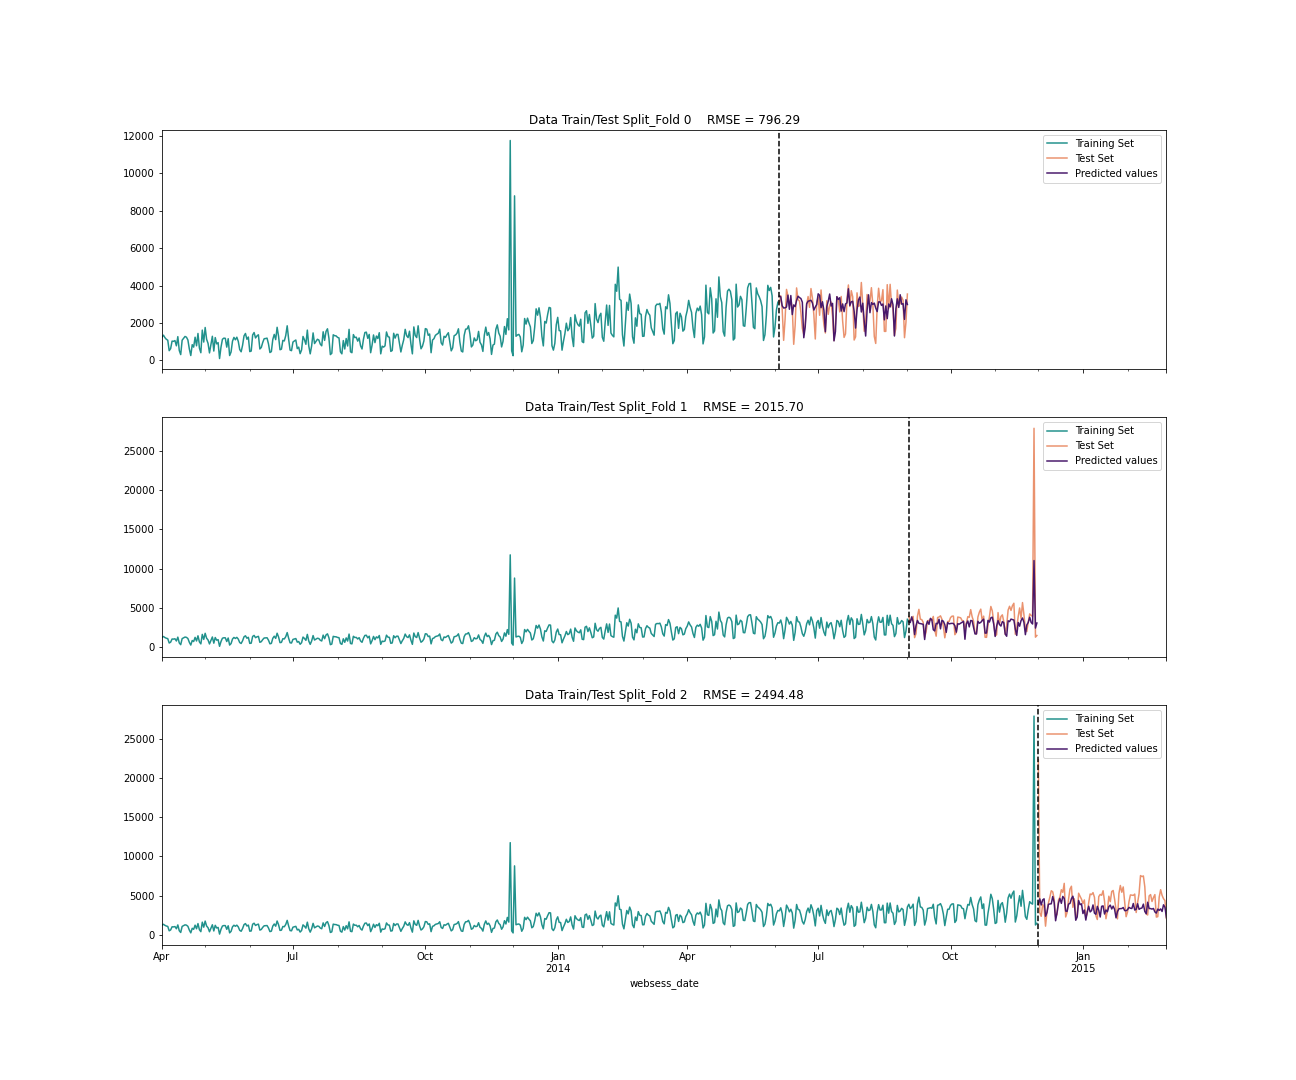 Data Train/Test Split_Fold 0    RMSE = 796.29
12000
10000
8000
6000
4000
2000
0
Training Set
Test Set
Predicted values
Data Train/Test Split_Fold 1    RMSE = 2015.70
25000
20000
15000
10000
5000
0
Training Set
Test Set
Predicted values
Data Train/Test Split_Fold 2    RMSE = 2494.48
25000
20000
15000
10000
5000
0
Training Set
Test Set
Predicted values
Apr Jul Oct Jan Apr Jul Oct Jan
2014 2015
websess_date